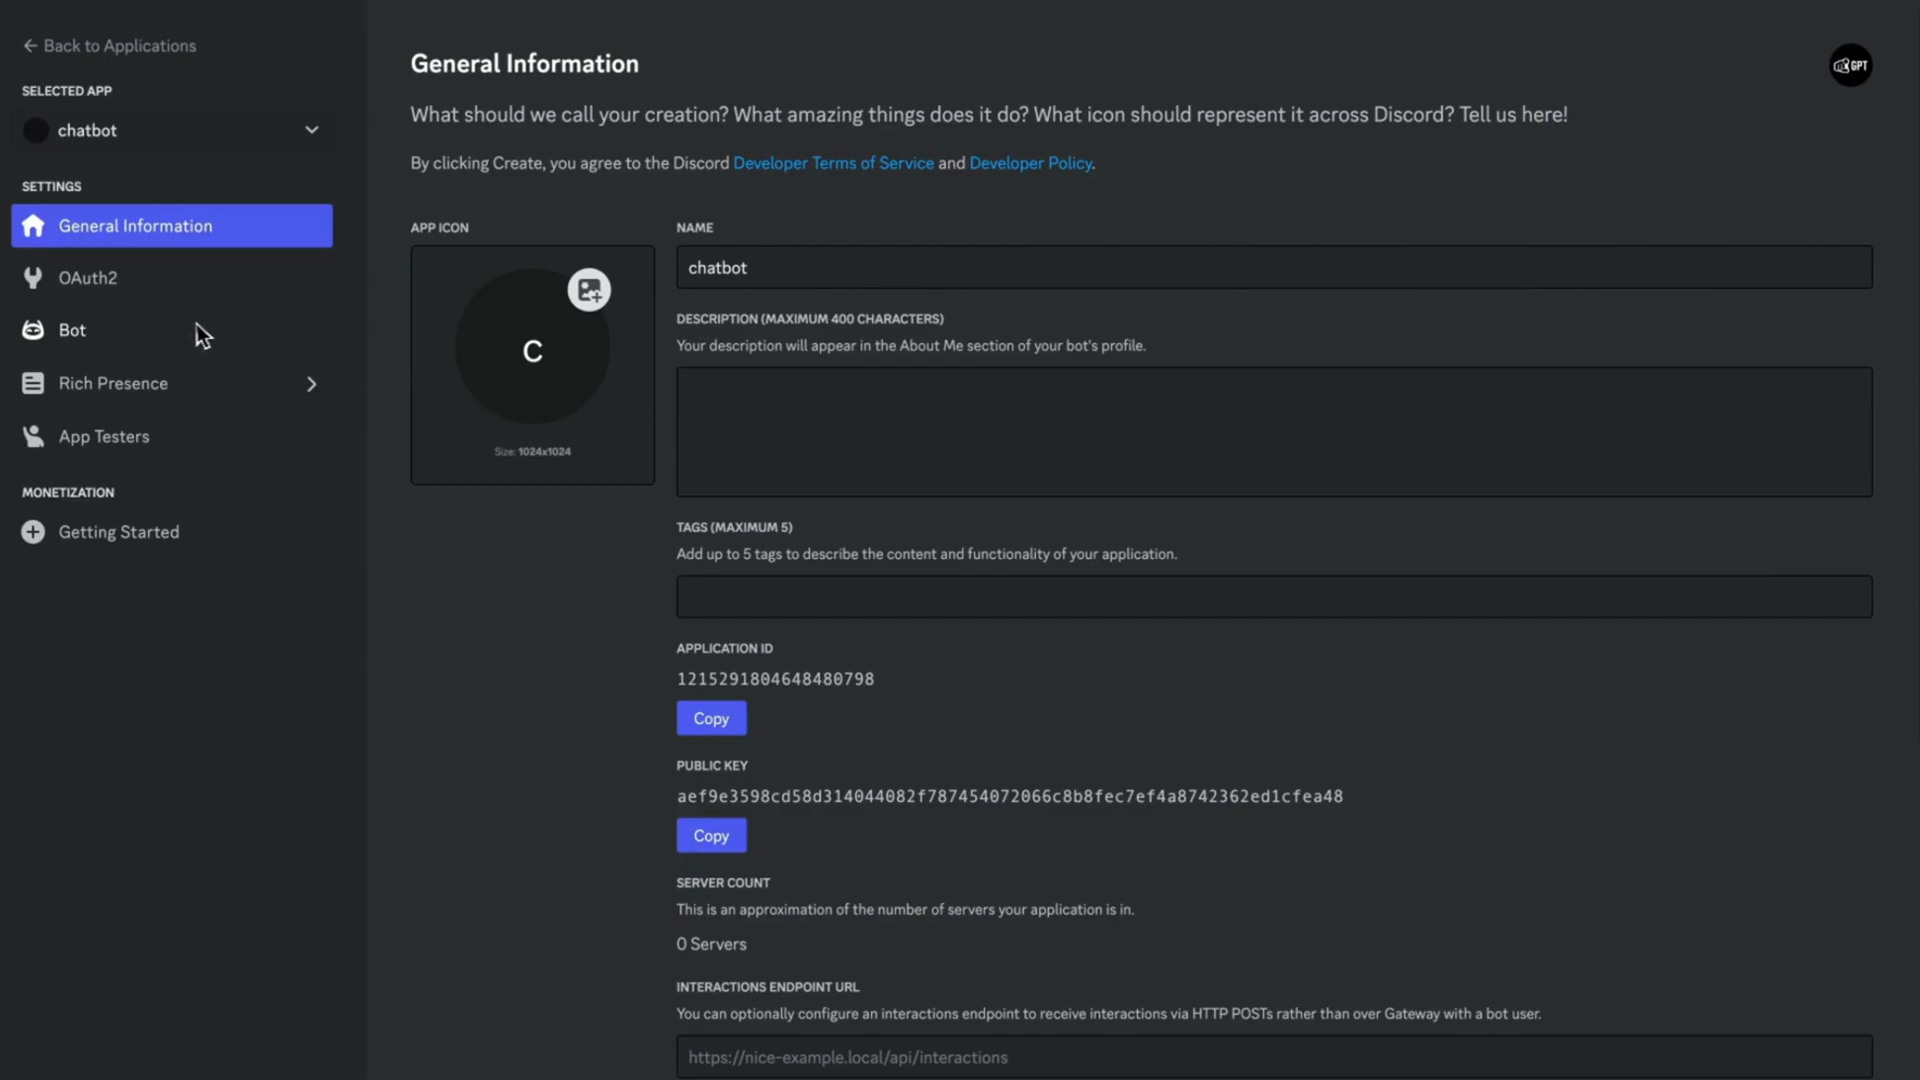 Back to Applications
SELECTED APP
chatbot
SETTINGS
General Information
OAuth2
Bot
Rich Presence
App Testers
MONETIZATION
Getting Started
General Information
GPT
What should we call your creation? What amazing things does it do? What icon should represent it across Discord? Tell us here!
By clicking Create, you agree to the Discord Developer Terms of Service and Developer Policy.
APP ICON
C
Size: 1024x1024
NAME
chatbot
DESCRIPTION (MAXIMUM 400 CHARACTERS)
Your description will appear in the About Me section of your bot's profile.
TAGS (MAXIMUM 5)
Add up to 5 tags to describe the content and functionality of your application.
APPLICATION ID
1215291804648480798
Copy
PUBLIC KEY
aef9e3598cd58d314044082f787454072066c8b8fec7ef4a8742362ed1cfea48
Copy
SERVER COUNT
This is an approximation of the number of servers your application is in.
0 Servers
INTERACTIONS ENDPOINT URL
You can optionally configure an interactions endpoint to receive interactions via HTTP POSTs rather than over Gateway with a bot user.
https://nice-example.local/api/interactions